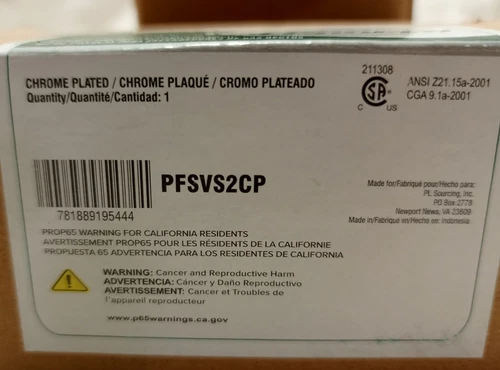 CHROME PLATED / CHROME PLAQUÉ / CROMO PLATEADO
Quantity/Quantité/Cantidad: 1
211308
SA
C US
ANSI Z21.15a-2001
CGA 9.1a-2001
781889195444
PFSVS2CP
Made for/Fabriqué pour/Hecho para:
PL Sourcing, Inc.
PO Box 2778
Newport News, VA 23609
Made in/Fabriqué en/Hecho en: Indonesia
PROP65 WARNING FOR CALIFORNIA RESIDENTS
AVERTISSEMENT PROP65 POUR LES RÉSIDENTS DE LA CALIFORNIE
PROPUESTA 65 ADVERTENCIA PARA LOS RESIDENTES DE CALIFORNIA
WARNING: Cancer and Reproductive Harm
ADVERTENCIA: Cáncer y Daño Reproductivo
AVERTISSEMENT: Cancer et Troubles de
l'appareil reproducteur
www.p65warnings.ca.gov